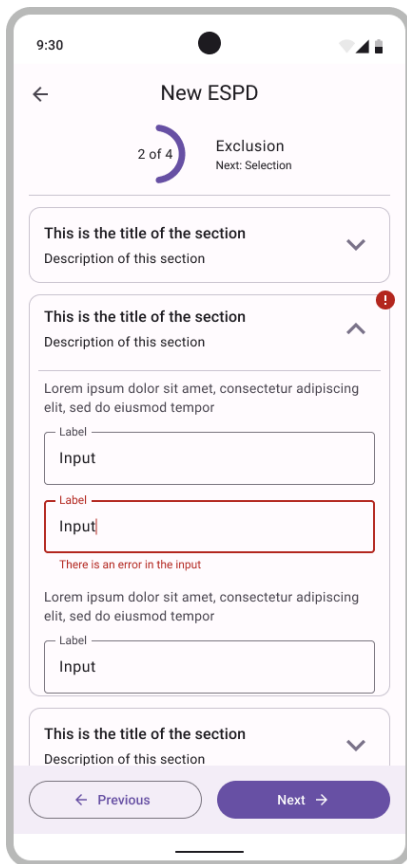 9:30
New ESPD
2 of 4
Exclusion
Next: Selection
This is the title of the section
Description of this section
!
This is the title of the section
Description of this section
Lorem ipsum dolor sit amet, consectetur adipiscing
elit, sed do eiusmod tempor
Label
Input
Label
Input
There is an error in the input
Lorem ipsum dolor sit amet, consectetur adipiscing
elit, sed do eiusmod tempor
Label
Input
This is the title of the section
Description of this section
Previous
Next